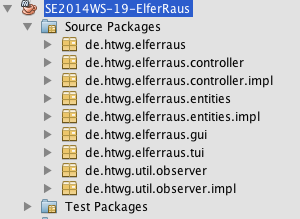 SE2014WS-19-ElferRaus
Source Packages
de.htwg.elferraus
de.htwg.elferraus.controller
de.htwg.elferraus.controller.impl
de.htwg.elferraus.entities
de.htwg.elferraus.entities.impl
de.htwg.elferraus.gui
de.htwg.elferraus.tui
de.htwg.util.observer
de.htwg.util.observer.impl
Test Packages